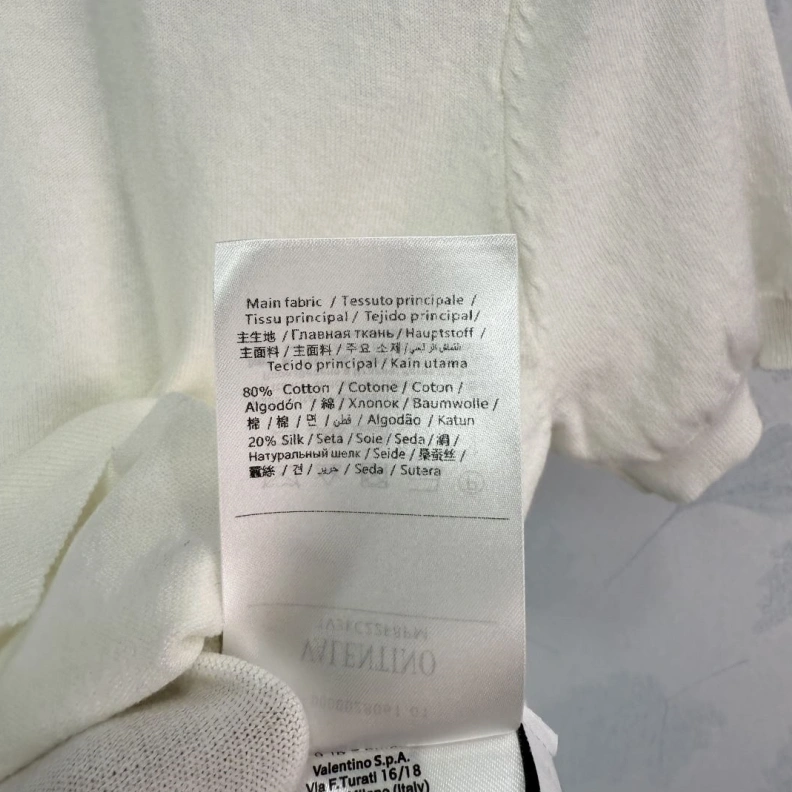 Main fabric / Tessuto principale /
Tissu principal / Tejido principal/
主生地 / Главная ткань / Hauptstoff /
主面料 / 主面料 / 주요 소재 /
Tecido principal / Kain utama
80% Cotton / Cotone / Coton /
Algodón / 綿 / Хлопок / Baumwolle /
棉 / 棉 / 면 / قطن / Algodão / Katun
20% Silk / Seta / Soie / Seda / 絹 /
Натуральный шелк / Seide / 桑蚕丝 /
蠶絲 / 견 / حرير / Seda / Sutera
VALENTINO
Valentino S.p.A.
Via F.Turati 16/18
Milano (Italy)